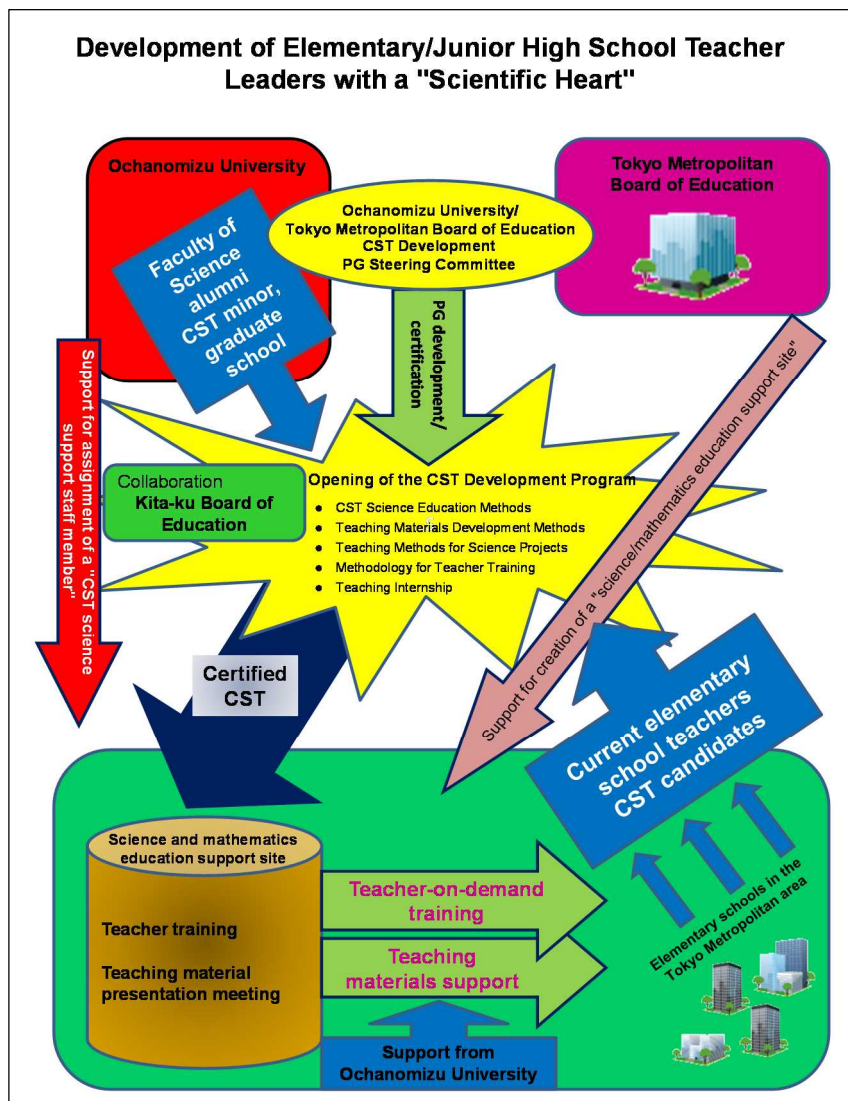 Development of Elementary/Junior High School Teacher
Leaders with a "Scientific Heart"
Ochanomizu University
Tokyo Metropolitan
Board of Education
Ochanomizu University/
Tokyo Metropolitan Board of Education
CST Development
PG Steering Committee
Faculty of
Science
alumni
CST minor,
graduate
school
PG development/
certification
Support for assignment of a "CST science
support staff member"
Support for creation of a "science/mathematics education support site"
Collaboration
Kita-ku Board of
Education
Opening of the CST Development Program
● CST Science Education Methods
● Teaching Materials Development Methods
● Teaching Methods for Science Projects
● Methodology for Teacher Training
● Teaching Internship
Certified
CST
Current elementary
school teachers
CST candidates
Science and mathematics
education support site
Teacher training
Teaching material
presentation meeting
Teacher-on-demand
training
Teaching
materials support
Elementary schools in the
Tokyo Metropolitan area
Support from
Ochanomizu University